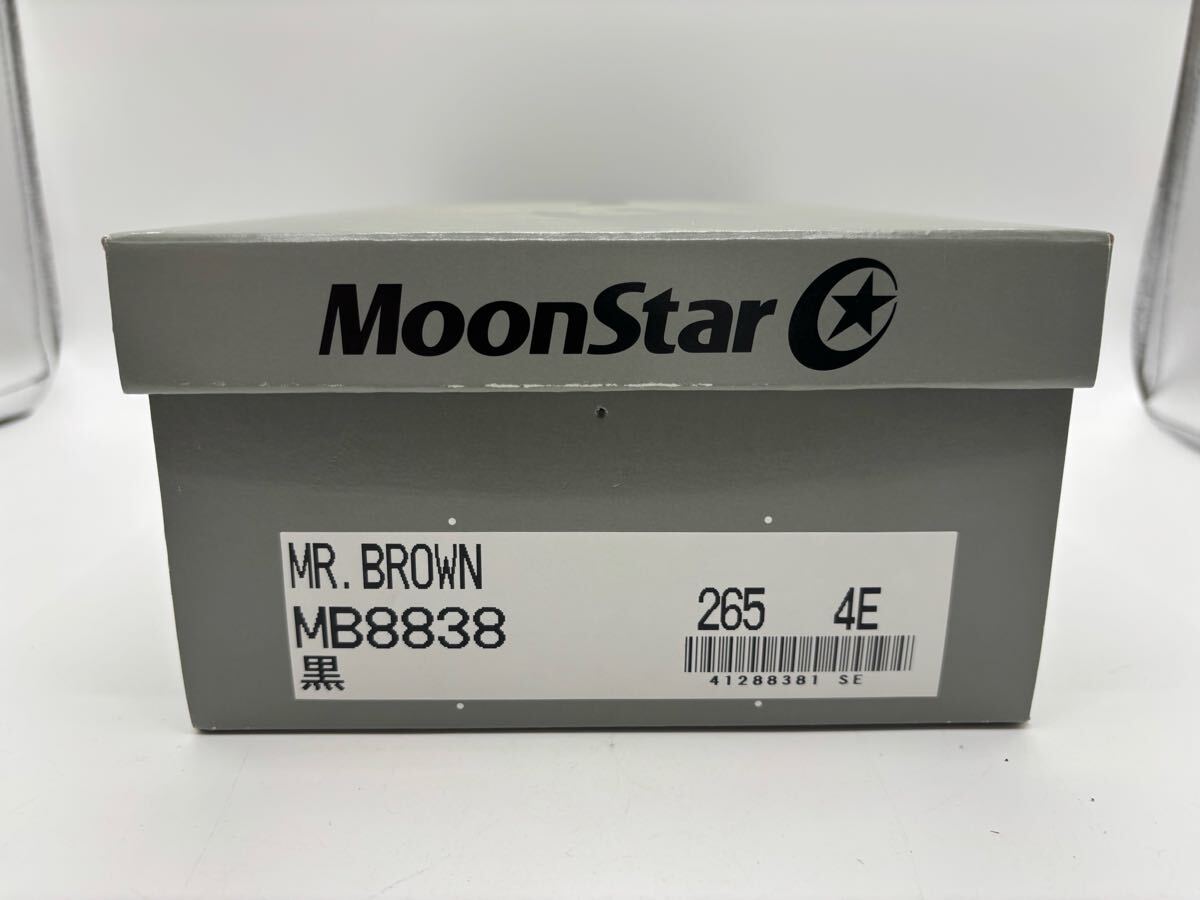 MoonStar
MR. BROWN
MB8838
黒
265 4E
41288381 SE